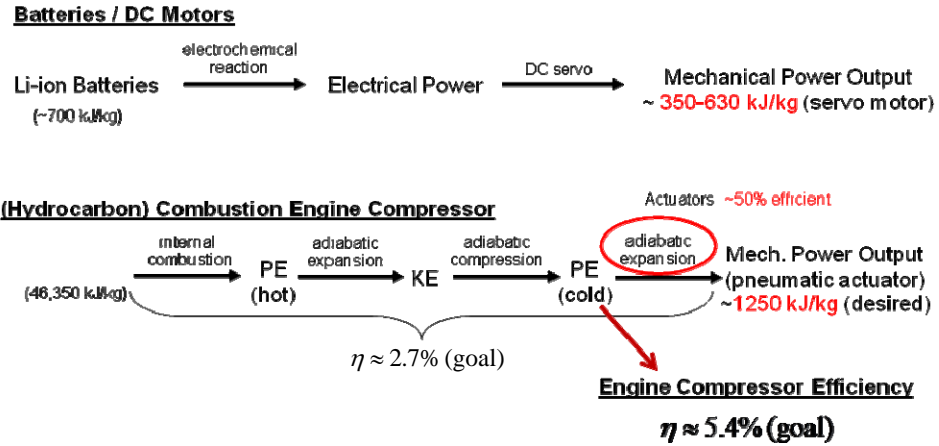 Batteries / DC Motors
electrochemical
reaction
DC servo
Li-ion Batteries
Electrical Power
Mechanical Power Output
(~700 kJ/kg)
~ 350-630 kJ/kg (servo motor)
Actuators ~50% efficient
(Hydrocarbon) Combustion Engine Compressor
internal
combustion
adiabatic
expansion
adiabatic
compression
adiabatic
expansion
(46,350 kJ/kg)
PE
(hot)
KE
PE
(cold)
Mech. Power Output
(pneumatic actuator)
~1250 kJ/kg (desired)
η ≈ 2.7% (goal)
Engine Compressor Efficiency
η ≈ 5.4% (goal)